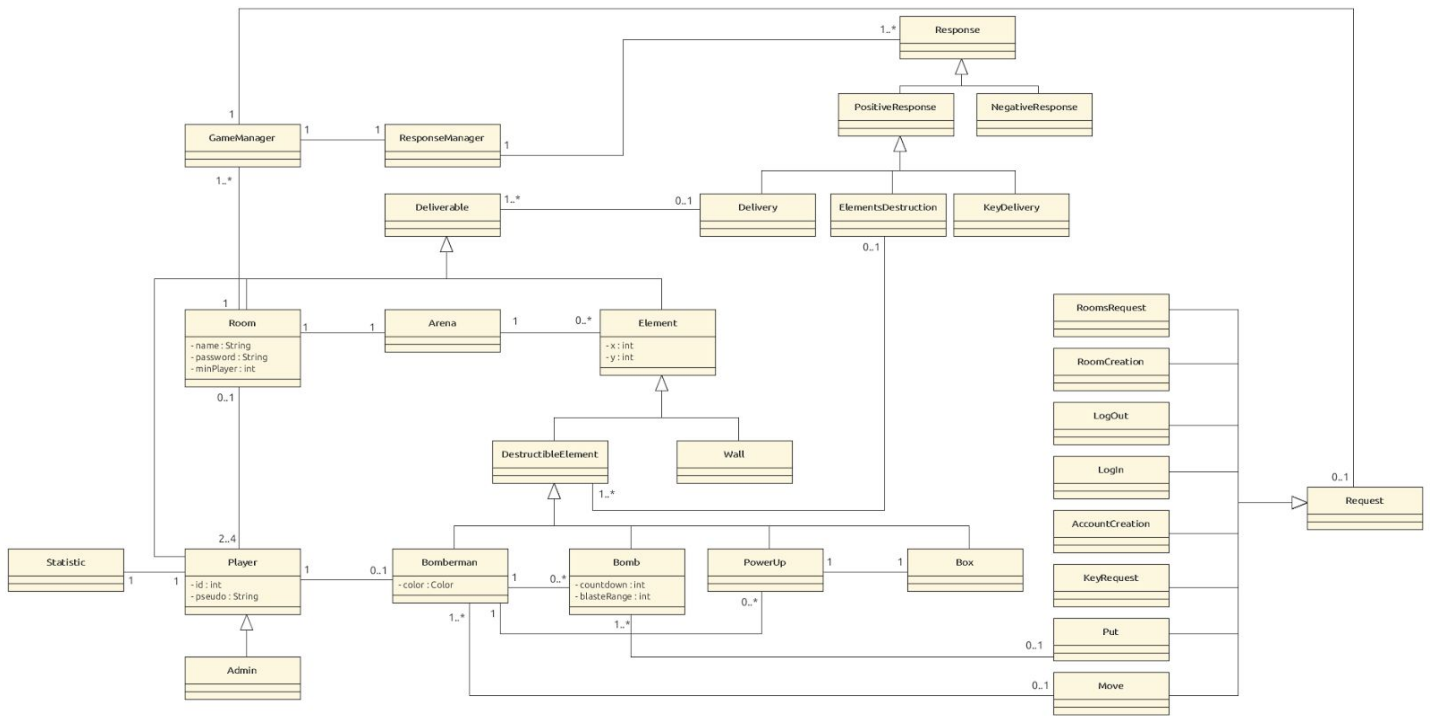 Response
1..*
PositiveResponse
NegativeResponse
1
GameManager
1
1
ResponseManager
1
1..*
Deliverable
1..*
0..1
Delivery
ElementsDestruction
KeyDelivery
0..1
1
Room
- name : String
- password : String
- minPlayer : int
1
1
Arena
1
0..*
Element
- x : int
- y : int
0..1
RoomsRequest
RoomCreation
LogOut
LogIn
AccountCreation
KeyRequest
Put
Move
0..1
Request
DestructibleElement
Wall
1..*
2..4
Statistic
1
1
Player
- id : int
- pseudo : String
1
0..1
Bomberman
- color : Color
1
0..*
Bomb
- countdown : int
- blasteRange : int
PowerUp
1
1
Box
1..*
1
0..*
1..*
0..1
0..1
Admin